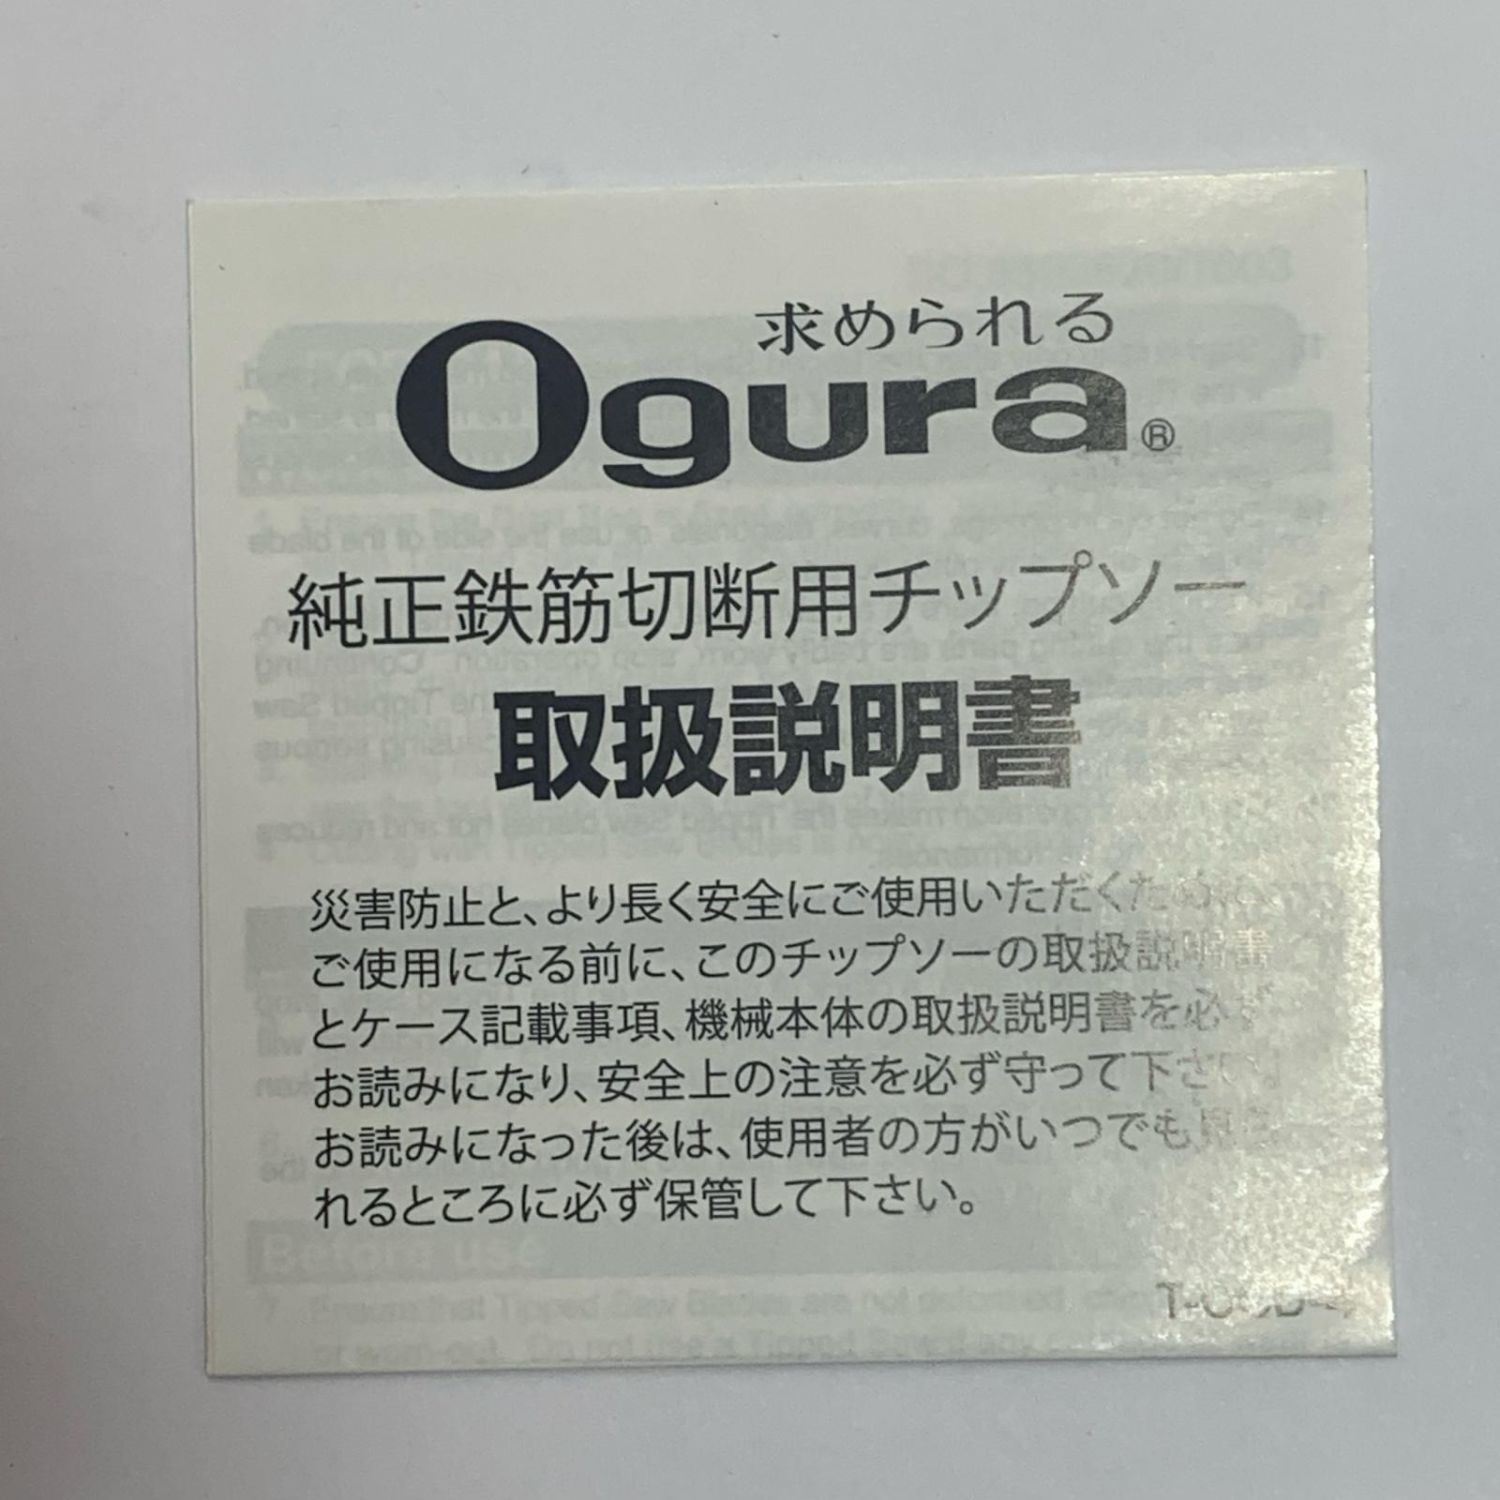 求められる
Ogura®
純正鉄筋切断用チップソー
取扱説明書
災害防止と、より長く安全にご使用いただくため
ご使用になる前に、このチップソーの取扱説明書
とケース記載事項、機械本体の取扱説明書を必ず
お読みになり、安全上の注意を必ず守って下さい。
お読みになった後は、使用者の方がいつでも見ら
れるところに必ず保管して下さい。
Before use